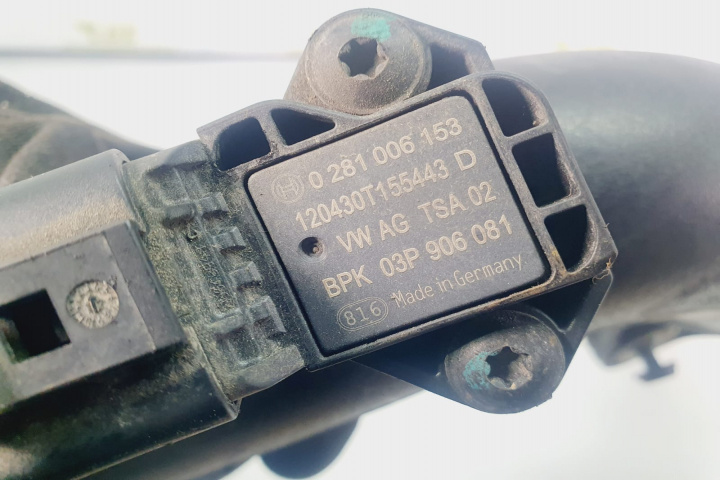 0 281 006 153
120430T155443 D
VW AG TSA 02
BPK 03P 906 081
816 Made in Germany